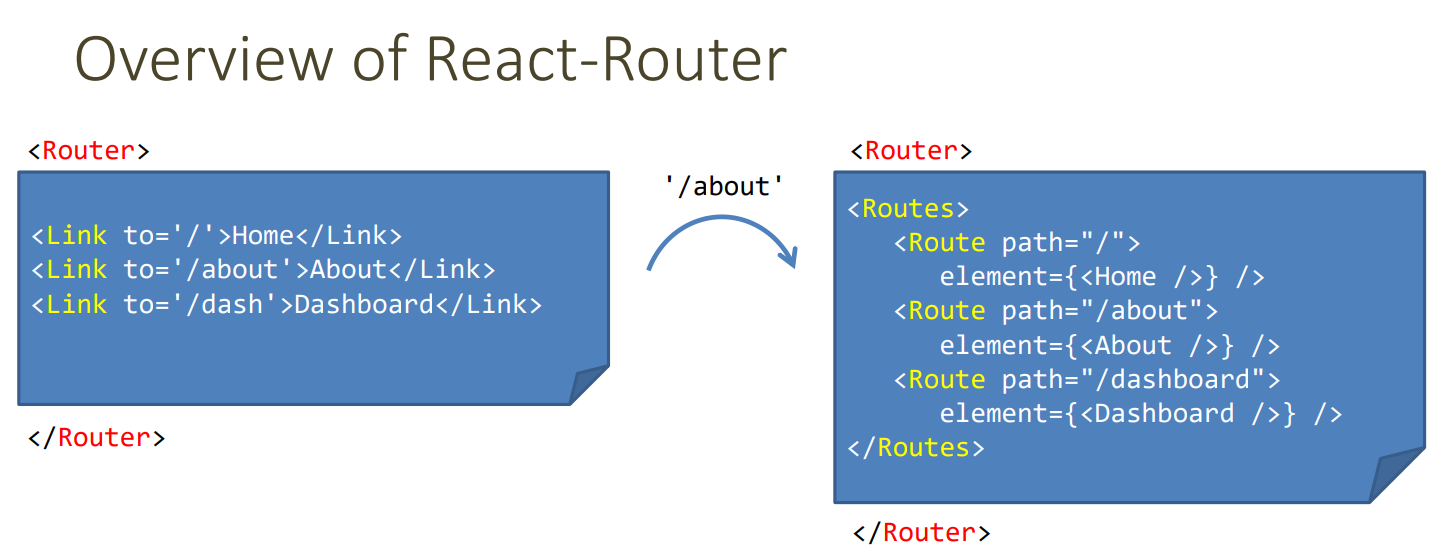 Overview of React-Router
<Router>
<Link to='/'>Home</Link>
<Link to='/about'>About</Link>
<Link to='/dash'>Dashboard</Link>
</Router>
'/about'
<Router>
<Routes>
<Route path="/">
element={<Home />} />
<Route path="/about">
element={<About />} />
<Route path="/dashboard">
element={<Dashboard />} />
</Routes>
</Router>